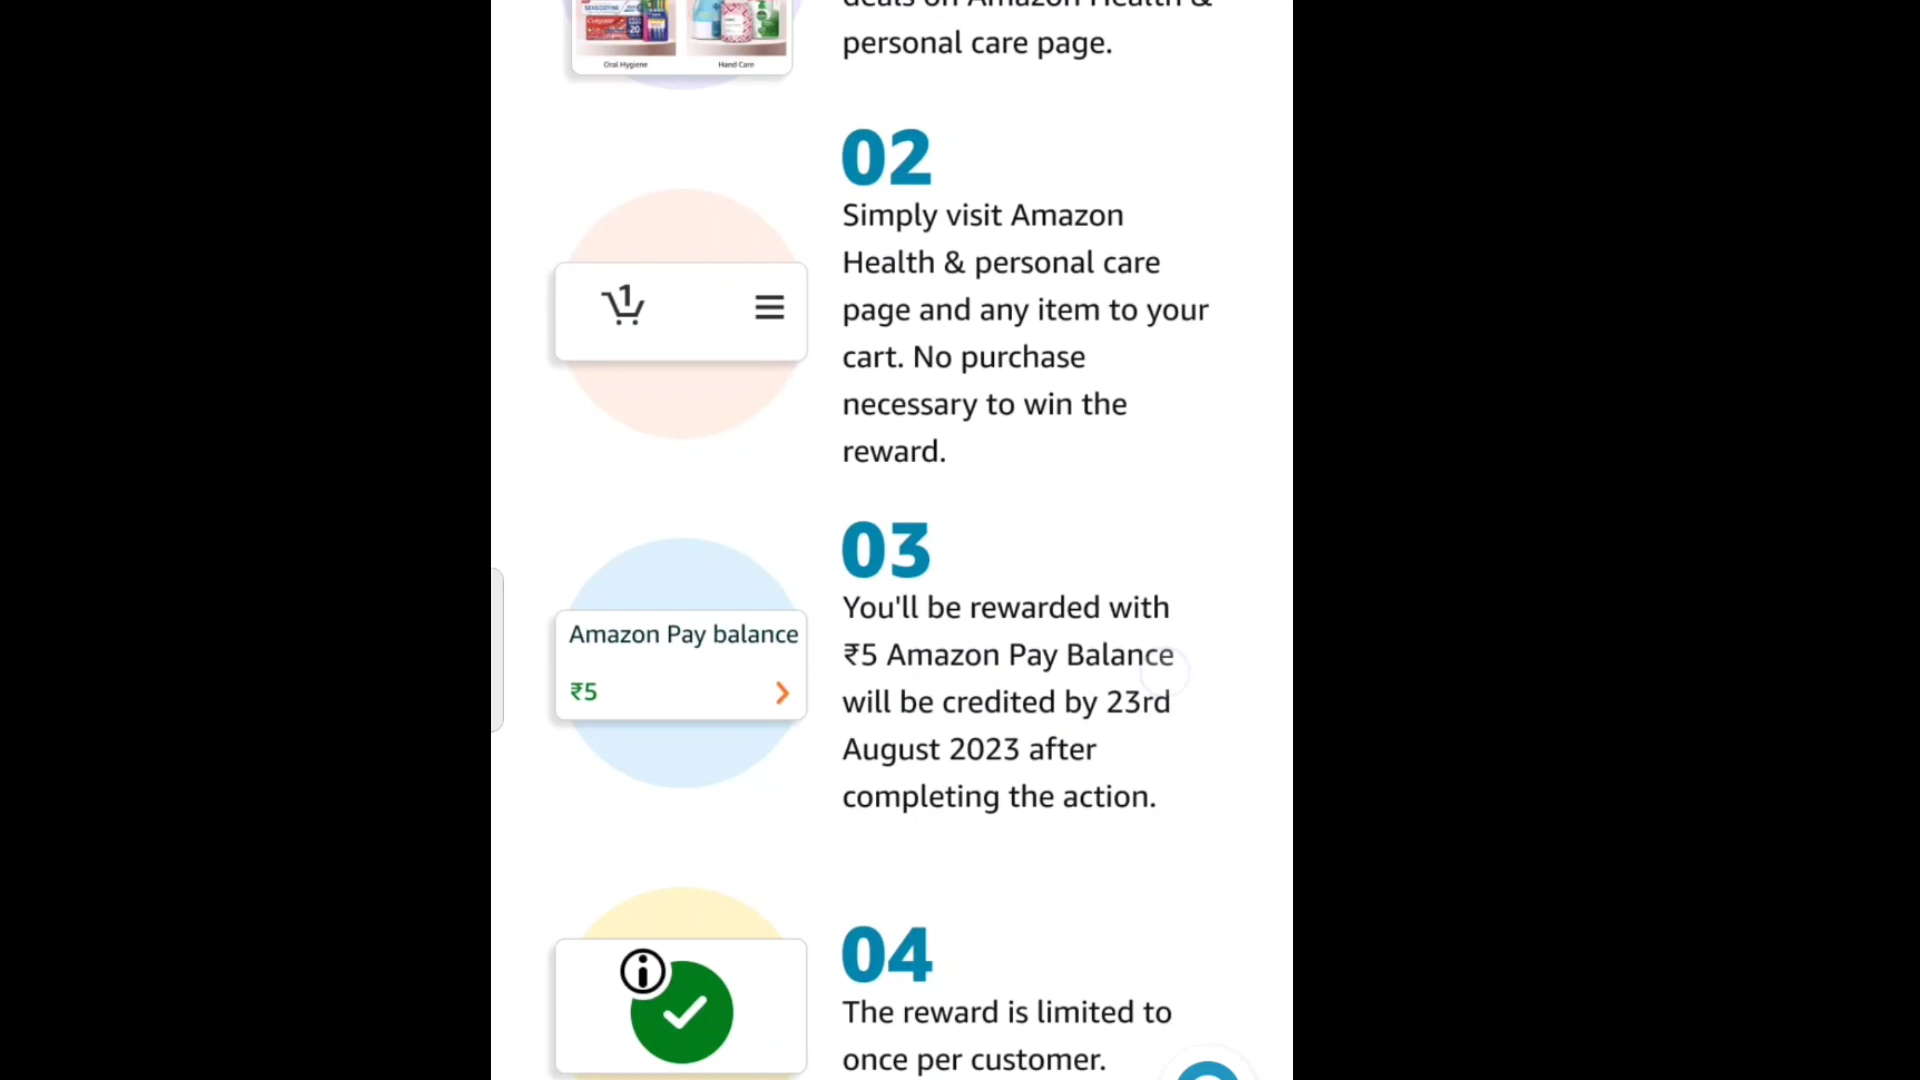 deals on Amazon Health &
personal care page.
SENSODYNE
Colgate
Oral Hygiene
Hand Care
02
Simply visit Amazon
Health & personal care
page and any item to your
cart. No purchase
necessary to win the
reward.
1
03
You'll be rewarded with
₹5 Amazon Pay Balance
will be credited by 23rd
August 2023 after
completing the action.
Amazon Pay balance
₹5
04
The reward is limited to
once per customer.